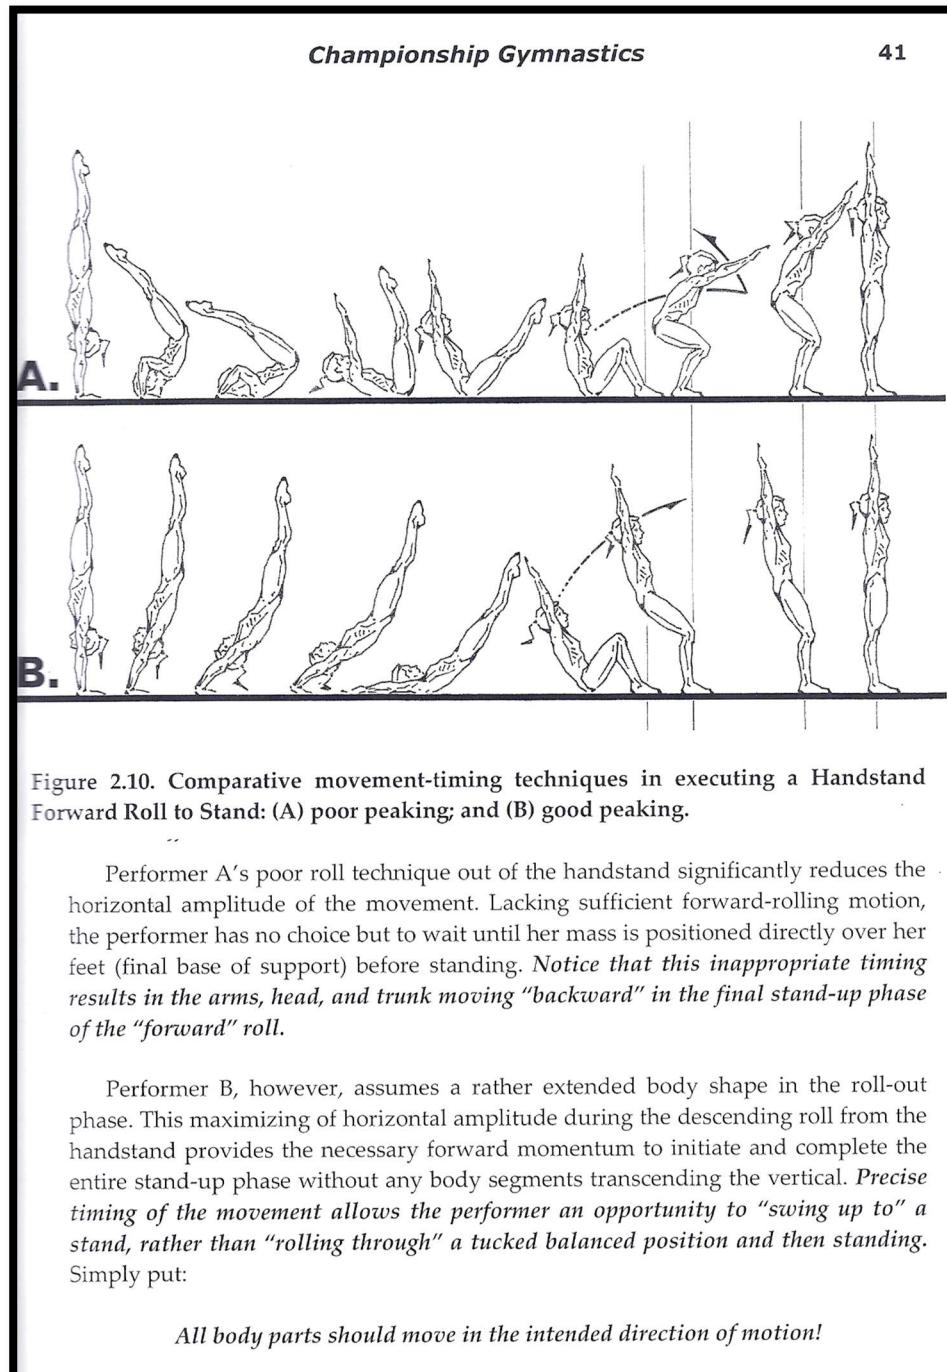 Championship Gymnastics 41
A.
B.
Figure 2.10. Comparative movement-timing techniques in executing a Handstand
Forward Roll to Stand: (A) poor peaking; and (B) good peaking.
Performer A's poor roll technique out of the handstand significantly reduces the
horizontal amplitude of the movement. Lacking sufficient forward-rolling motion,
the performer has no choice but to wait until her mass is positioned directly over her
feet (final base of support) before standing. Notice that this inappropriate timing
results in the arms, head, and trunk moving "backward" in the final stand-up phase
of the "forward" roll.
Performer B, however, assumes a rather extended body shape in the roll-out
phase. This maximizing of horizontal amplitude during the descending roll from the
handstand provides the necessary forward momentum to initiate and complete the
entire stand-up phase without any body segments transcending the vertical. Precise
timing of the movement allows the performer an opportunity to "swing up to" a
stand, rather than "rolling through" a tucked balanced position and then standing.
Simply put:
All body parts should move in the intended direction of motion!